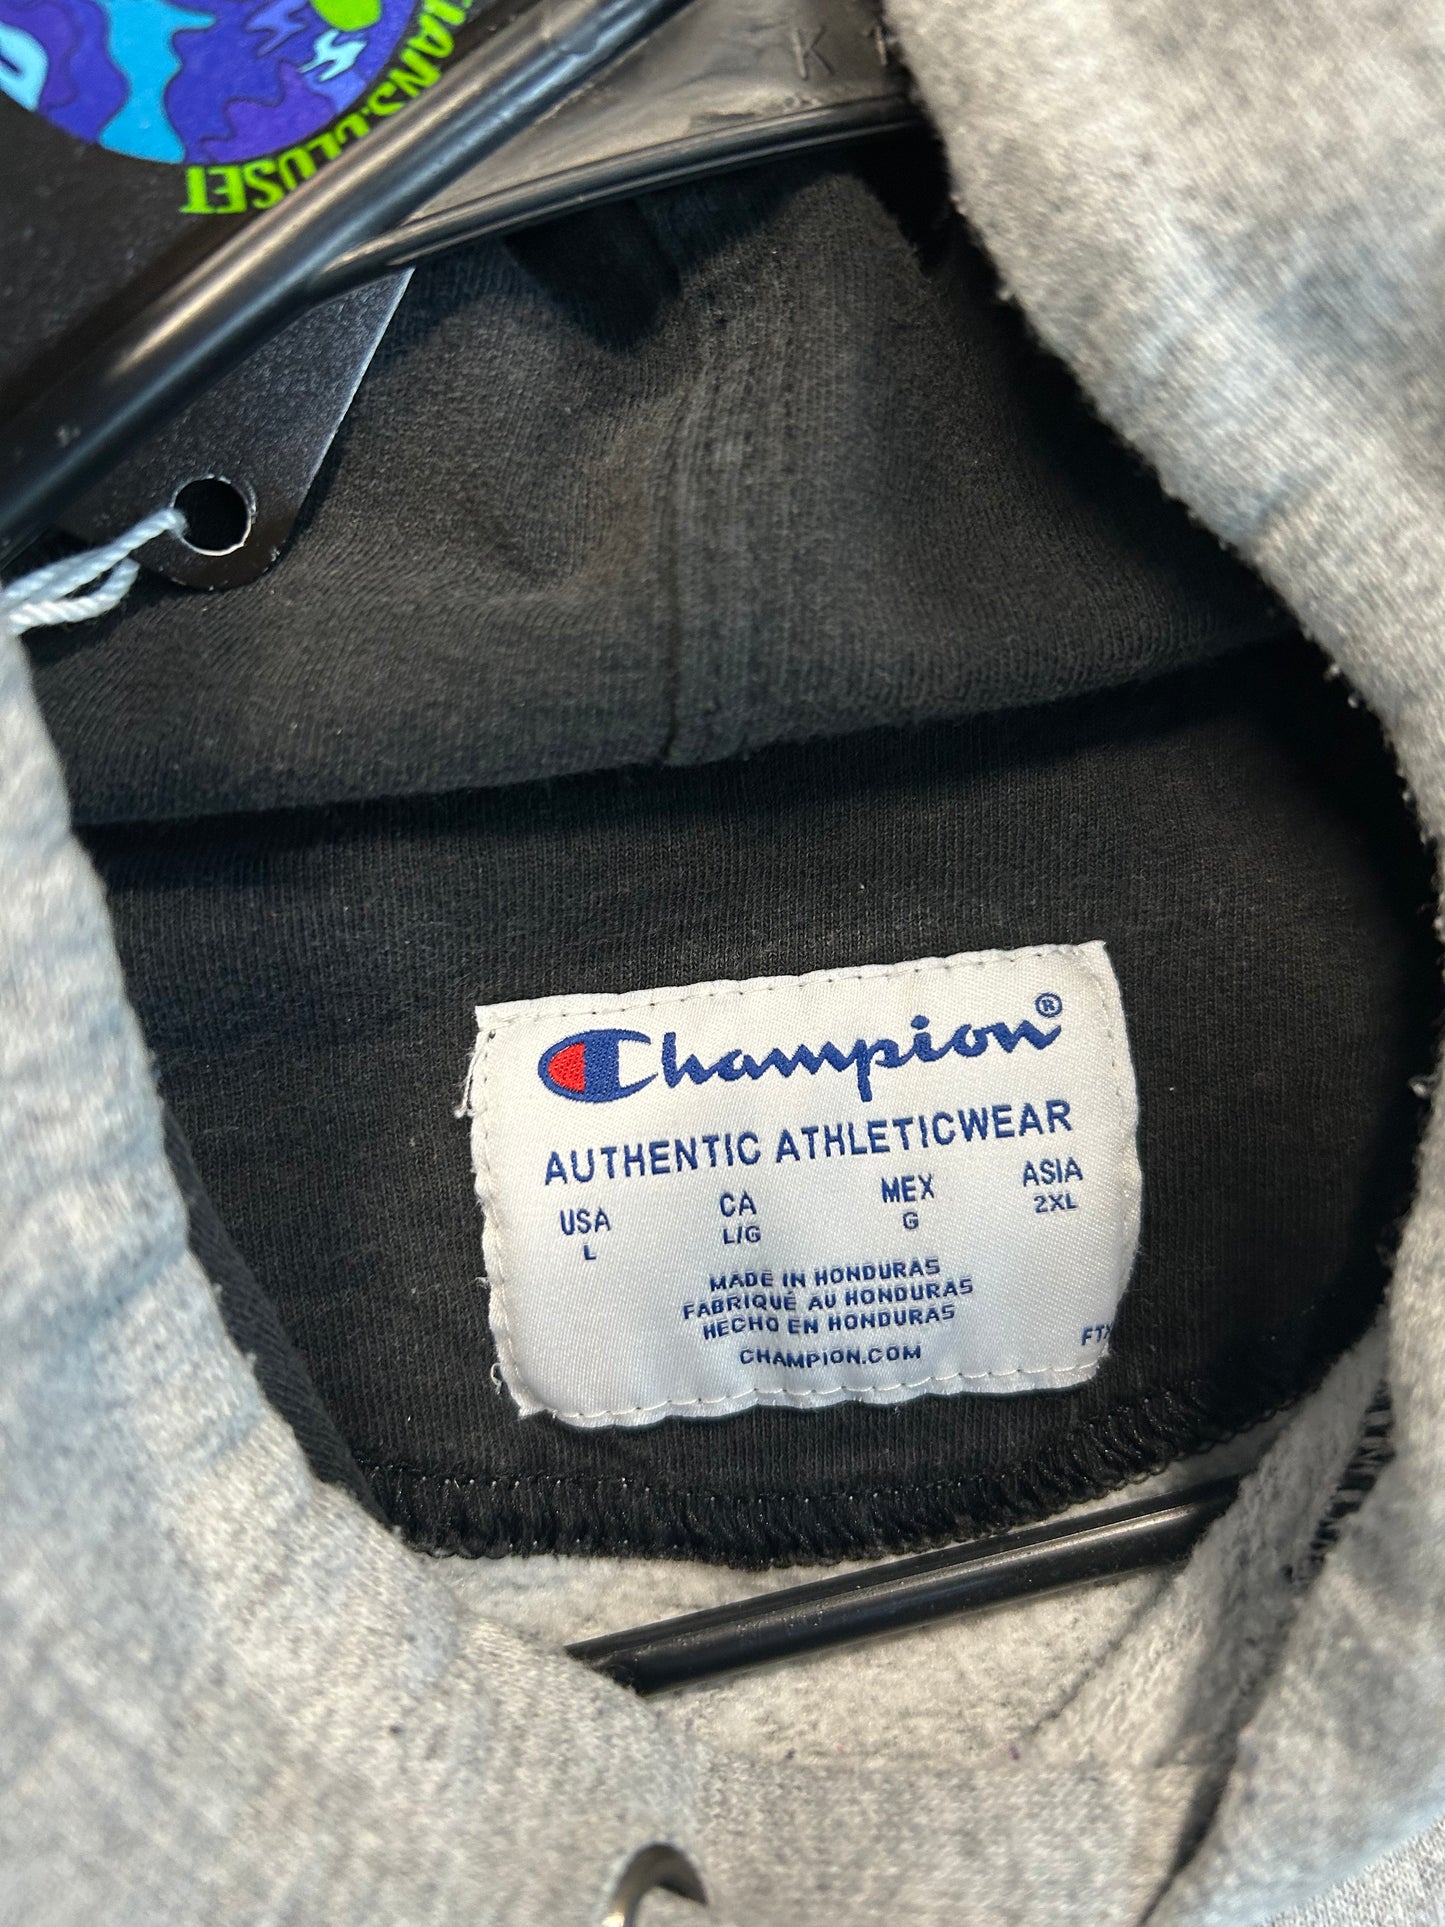 CLOSET
K
Champion®
AUTHENTIC ATHLETICWEAR
USA CA MEX ASIA
L L/G G 2XL
MADE IN HONDURAS
FABRIQUÉ AU HONDURAS
HECHO EN HONDURAS
CHAMPION.COM